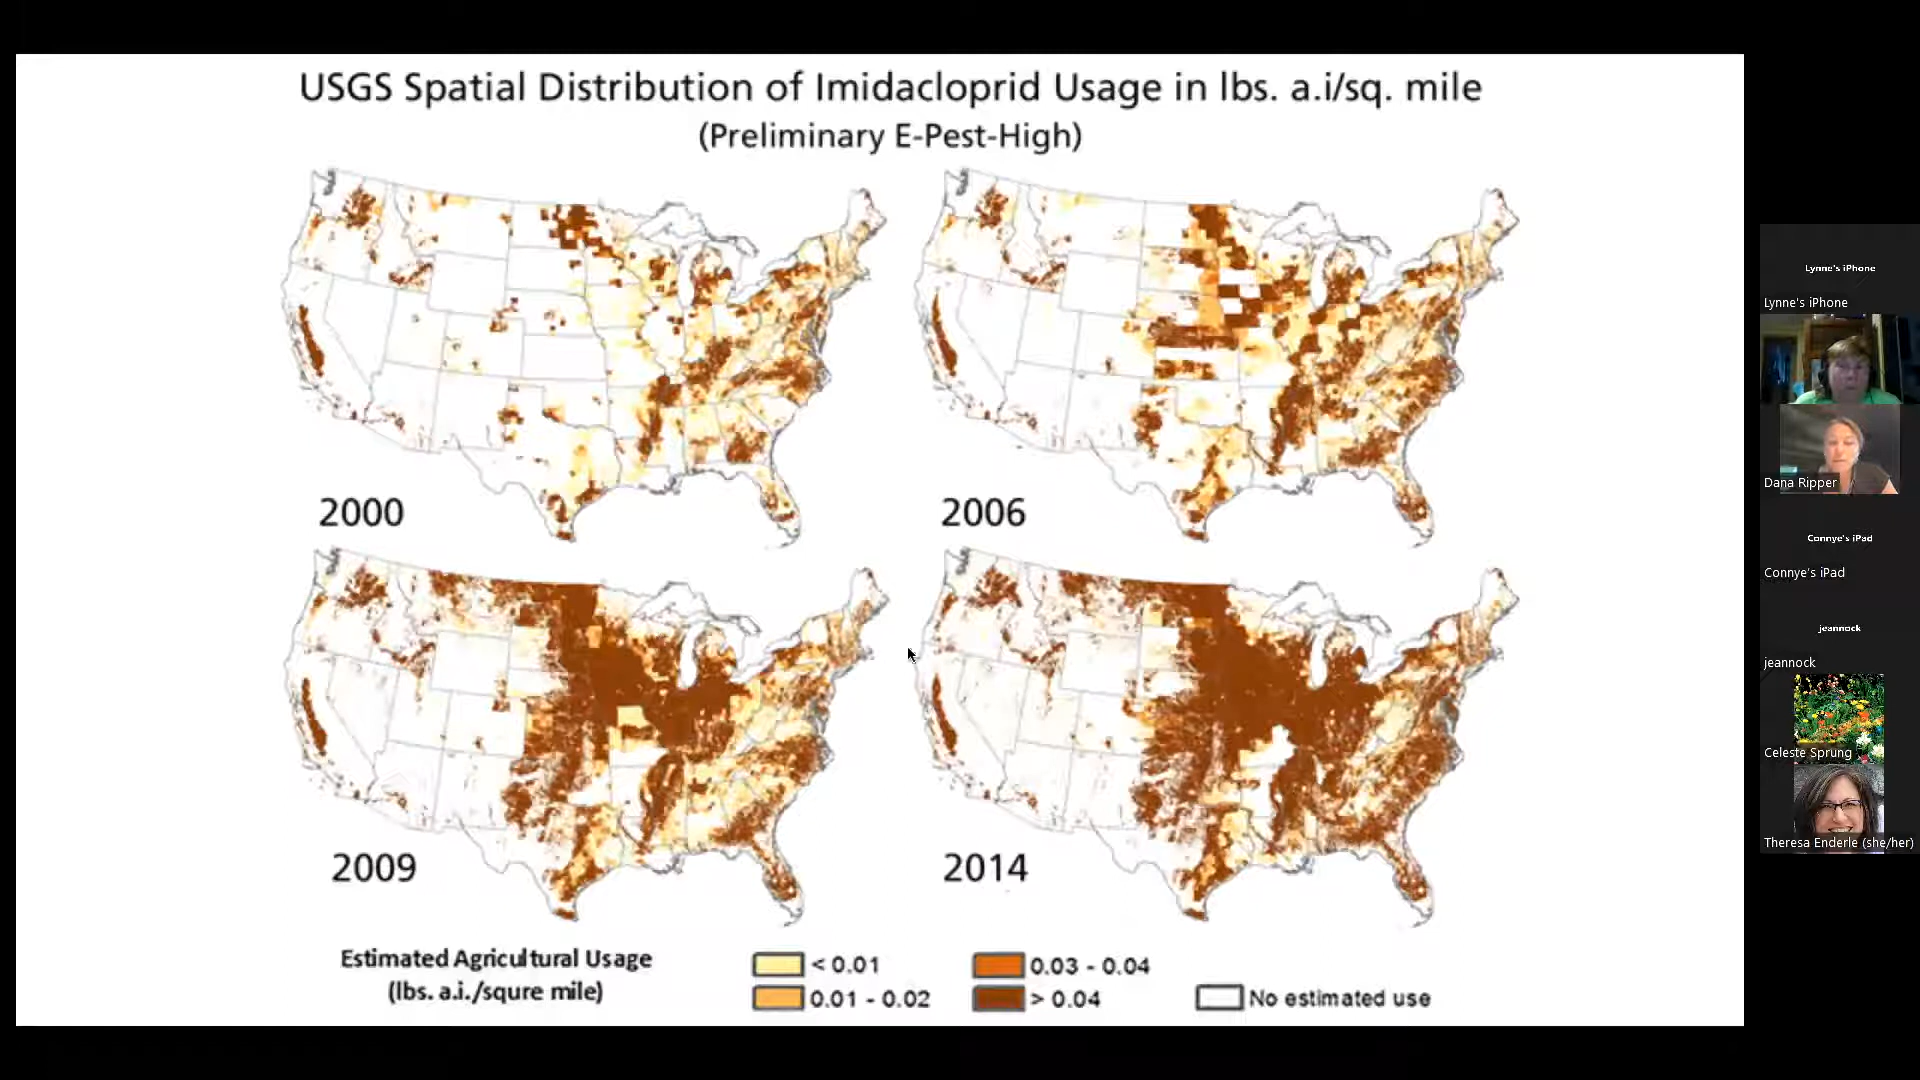 USGS Spatial Distribution of Imidacloprid Usage in lbs. a.i/sq. mile
(Preliminary E-Pest-High)
2000
2006
2009
2014
Estimated Agricultural Usage
(lbs. a.i./squre mile)
< 0.01
0.01 - 0.02
0.03 - 0.04
> 0.04
No estimated use
Lynne's iPhone
Lynne's iPhone
Dana Ripper
Connye's iPad
Connye's iPad
jeannock
jeannock
Celeste Sprung
Theresa Enderle (she/her)